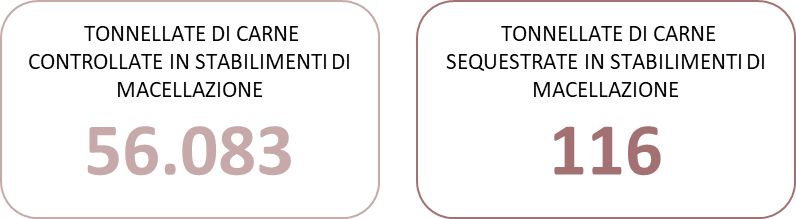 TONNELLATE DI CARNE
CONTROLLATE IN STABILIMENTI DI
MACELLAZIONE
56.083
TONNELLATE DI CARNE
SEQUESTRATE IN STABILIMENTI DI
MACELLAZIONE
116